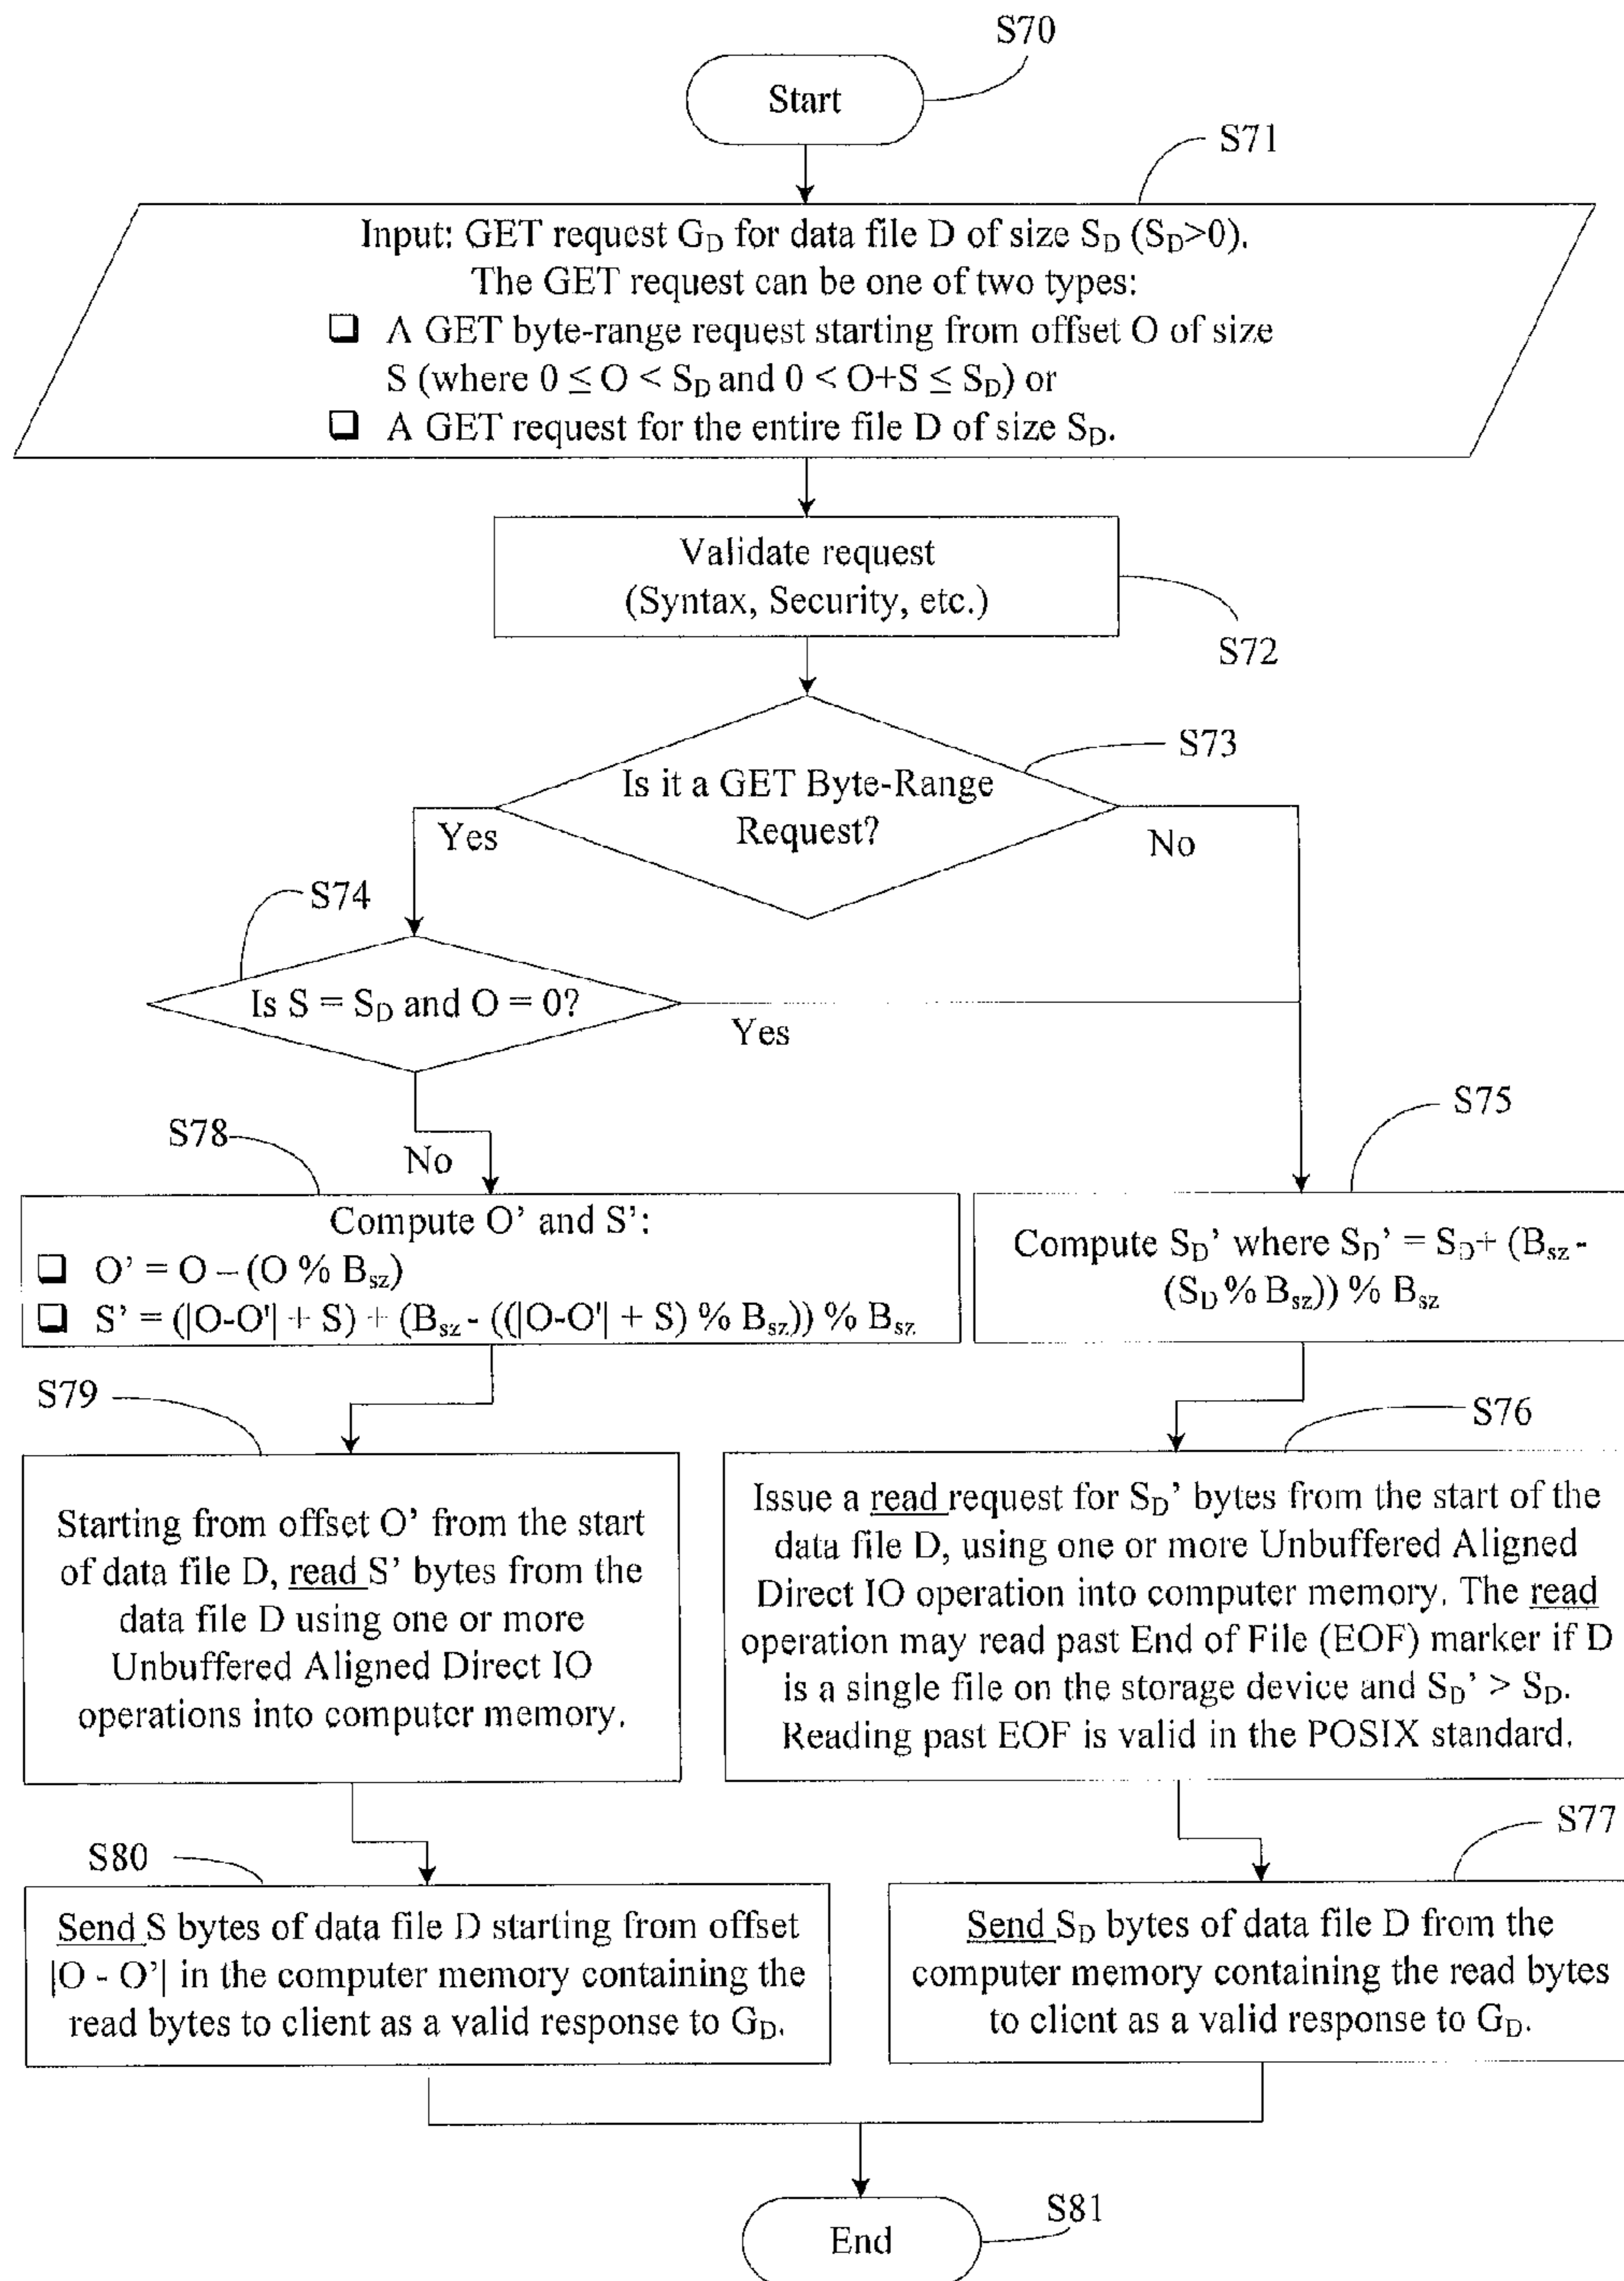 S70
Start
S71
Input: GET request G_D for data file D of size S_D (S_D>0).
The GET request can be one of two types:
❑ A GET byte-range request starting from offset O of size
S (where 0 ≤ O < S_D and 0 < O+S ≤ S_D) or
❑ A GET request for the entire file D of size S_D.
Validate request
(Syntax, Security, etc.)
S72
S73
Is it a GET Byte-Range
Request?
Yes
No
S74
Is S = S_D and O = 0?
Yes
No
S78
Compute O’ and S’:
❑ O’ = O – (O % B_sz)
❑ S’ = (|O-O'| + S) + (B_sz - ((|O-O'| + S) % B_sz)) % B_sz
S75
Compute S_D’ where S_D’ = S_D+ (B_sz -
(S_D % B_sz)) % B_sz
S79
Starting from offset O’ from the start
of data file D, read S’ bytes from the
data file D using one or more
Unbuffered Aligned Direct IO
operations into computer memory.
S76
Issue a read request for S_D’ bytes from the start of the
data file D, using one or more Unbuffered Aligned
Direct IO operation into computer memory. The read
operation may read past End of File (EOF) marker if D
is a single file on the storage device and S_D’ > S_D.
Reading past EOF is valid in the POSIX standard.
S80
Send S bytes of data file D starting from offset
|O - O’| in the computer memory containing the
read bytes to client as a valid response to G_D.
S77
Send S_D bytes of data file D from the
computer memory containing the read bytes
to client as a valid response to G_D.
End
S81